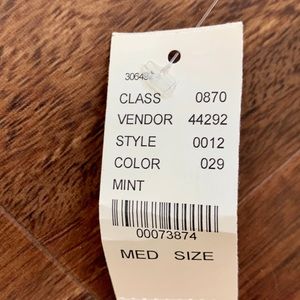 CLASS 0870
VENDOR 44292
STYLE 0012
COLOR 029
MINT
00073874
MED SIZE